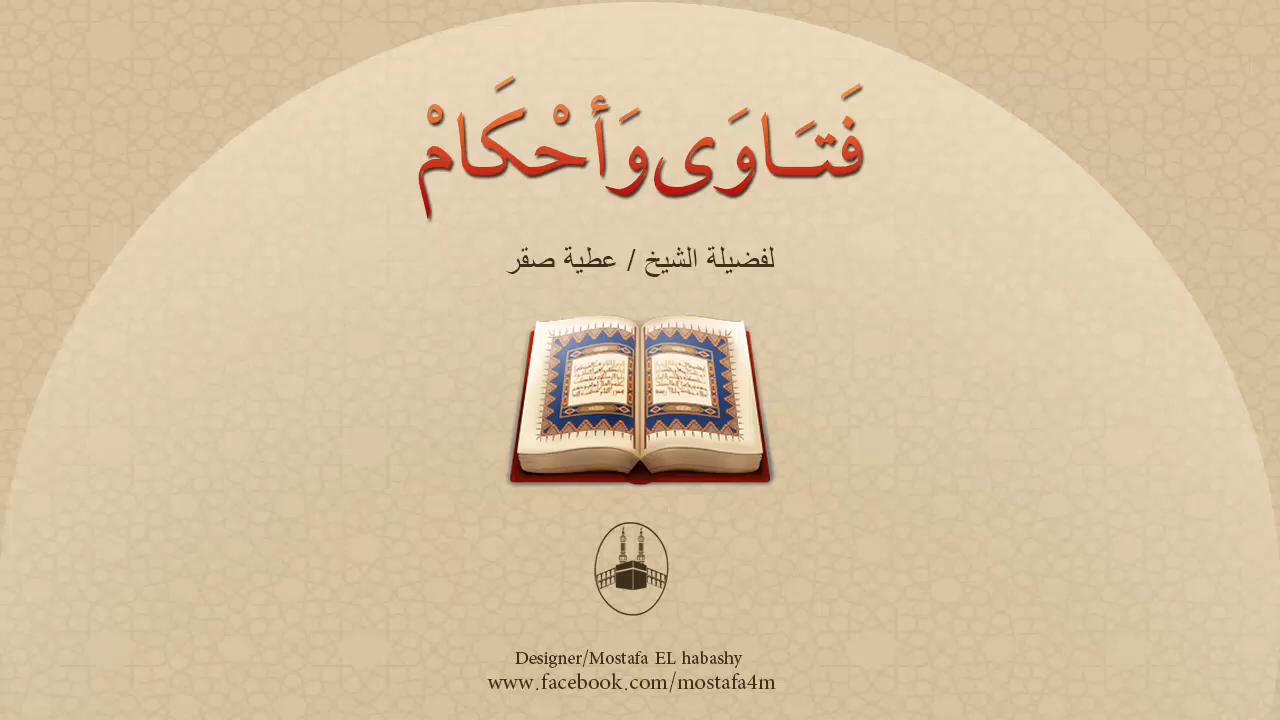 فَتَاوَى وَأَحْكَامْ
لفضيلة الشيخ / عطية صقر
Designer/Mostafa EL habashy
www.facebook.com/mostafa4m